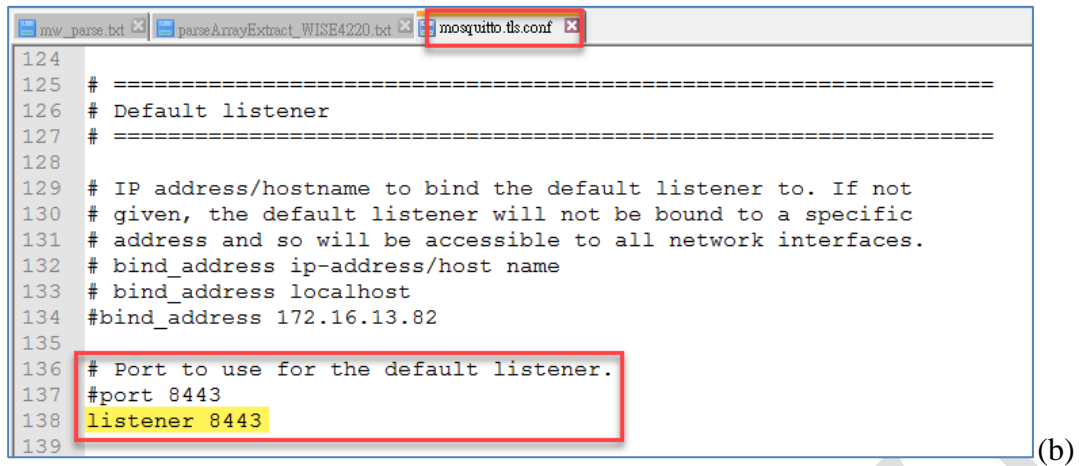 mw_parse.txt parseArrayExtract_WISE4220.txt mosquitto.tls.conf
124
125 # =================================================================
126 # Default listener
127 # =================================================================
128
129 # IP address/hostname to bind the default listener to. If not
130 # given, the default listener will not be bound to a specific
131 # address and so will be accessible to all network interfaces.
132 # bind_address ip-address/host name
133 # bind_address localhost
134 #bind_address 172.16.13.82
135
136 # Port to use for the default listener.
137 #port 8443
138 listener 8443
139
(b)